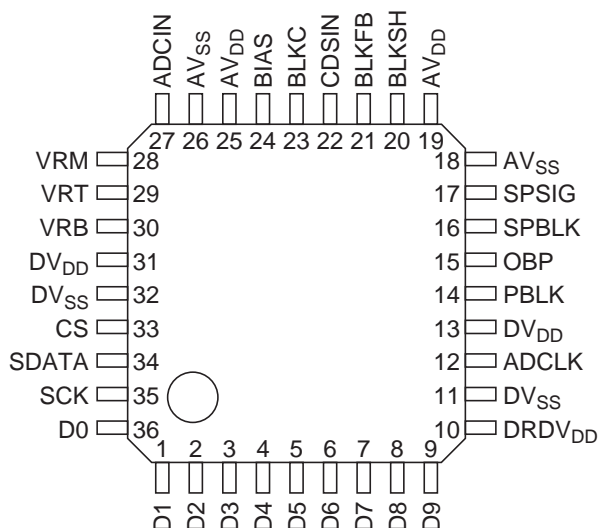 ADCIN AVSS AVDD BIAS BLKC CDSIN BLKFB BLKSH AVDD
27 26 25 24 23 22 21 20 19
VRM 28 18 AVSS
VRT 29 17 SPSIG
VRB 30 16 SPBLK
DVDD 31 15 OBP
DVSS 32 14 PBLK
CS 33 13 DVDD
SDATA 34 12 ADCLK
SCK 35 11 DVSS
D0 36 10 DRDVDD
1 2 3 4 5 6 7 8 9
D1 D2 D3 D4 D5 D6 D7 D8 D9